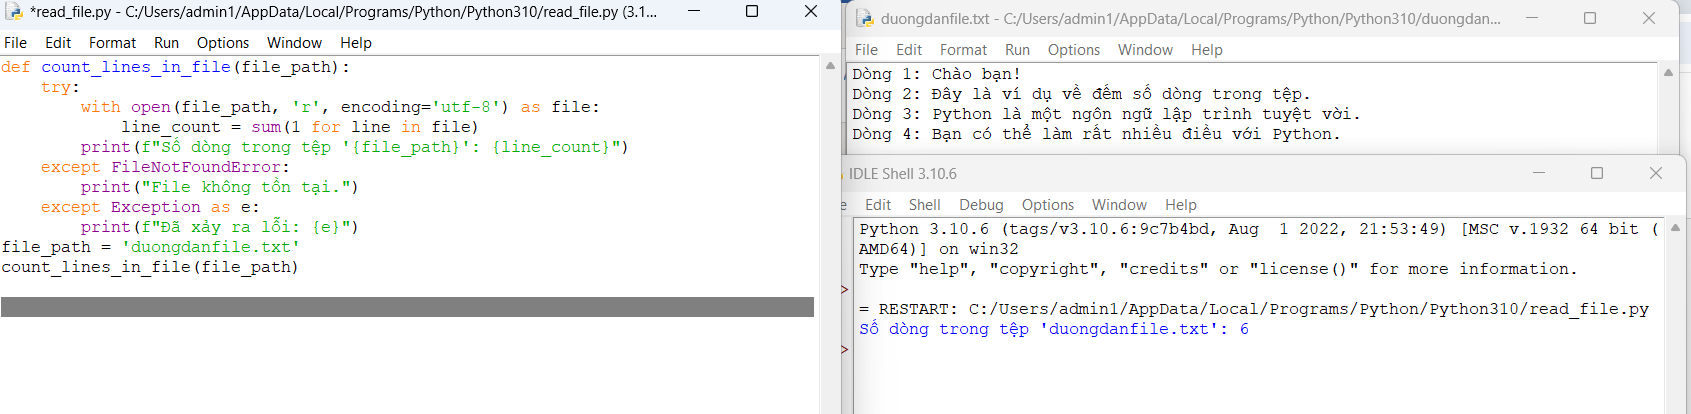 *read_file.py - C:/Users/admin1/AppData/Local/Programs/Python/Python310/read_file.py (3.1...
File Edit Format Run Options Window Help
def count_lines_in_file(file_path):
    try:
        with open(file_path, 'r', encoding='utf-8') as file:
            line_count = sum(1 for line in file)
        print(f"Số dòng trong tệp '{file_path}': {line_count}")
    except FileNotFoundError:
        print("File không tồn tại.")
    except Exception as e:
        print(f"Đã xảy ra lỗi: {e}")
file_path = 'duongdanfile.txt'
count_lines_in_file(file_path)
duongdanfile.txt - C:/Users/admin1/AppData/Local/Programs/Python/Python310/duongdan...
File Edit Format Run Options Window Help
Dòng 1: Chào bạn!
Dòng 2: Đây là ví dụ về đếm số dòng trong tệp.
Dòng 3: Python là một ngôn ngữ lập trình tuyệt vời.
Dòng 4: Bạn có thể làm rất nhiều điều với Python.
IDLE Shell 3.10.6
Edit Shell Debug Options Window Help
Python 3.10.6 (tags/v3.10.6:9c7b4bd, Aug  1 2022, 21:53:49) [MSC v.1932 64 bit (
AMD64)] on win32
Type "help", "copyright", "credits" or "license()" for more information.
>
= RESTART: C:/Users/admin1/AppData/Local/Programs/Python/Python310/read_file.py
Số dòng trong tệp 'duongdanfile.txt': 6
>